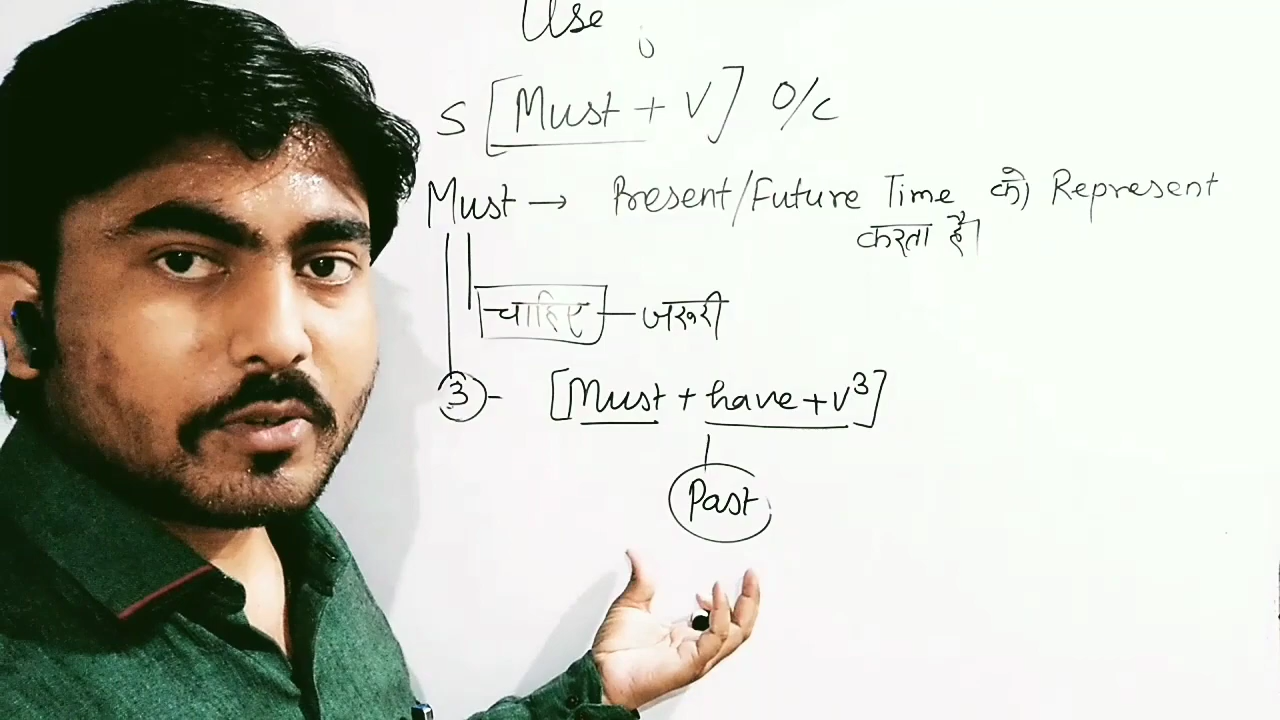 Use
S [Must + V] O/C
Must → Present/Future Time को Represent
करता है।
चाहिए — जरूरी
3 - [Must + have + V³]
Past